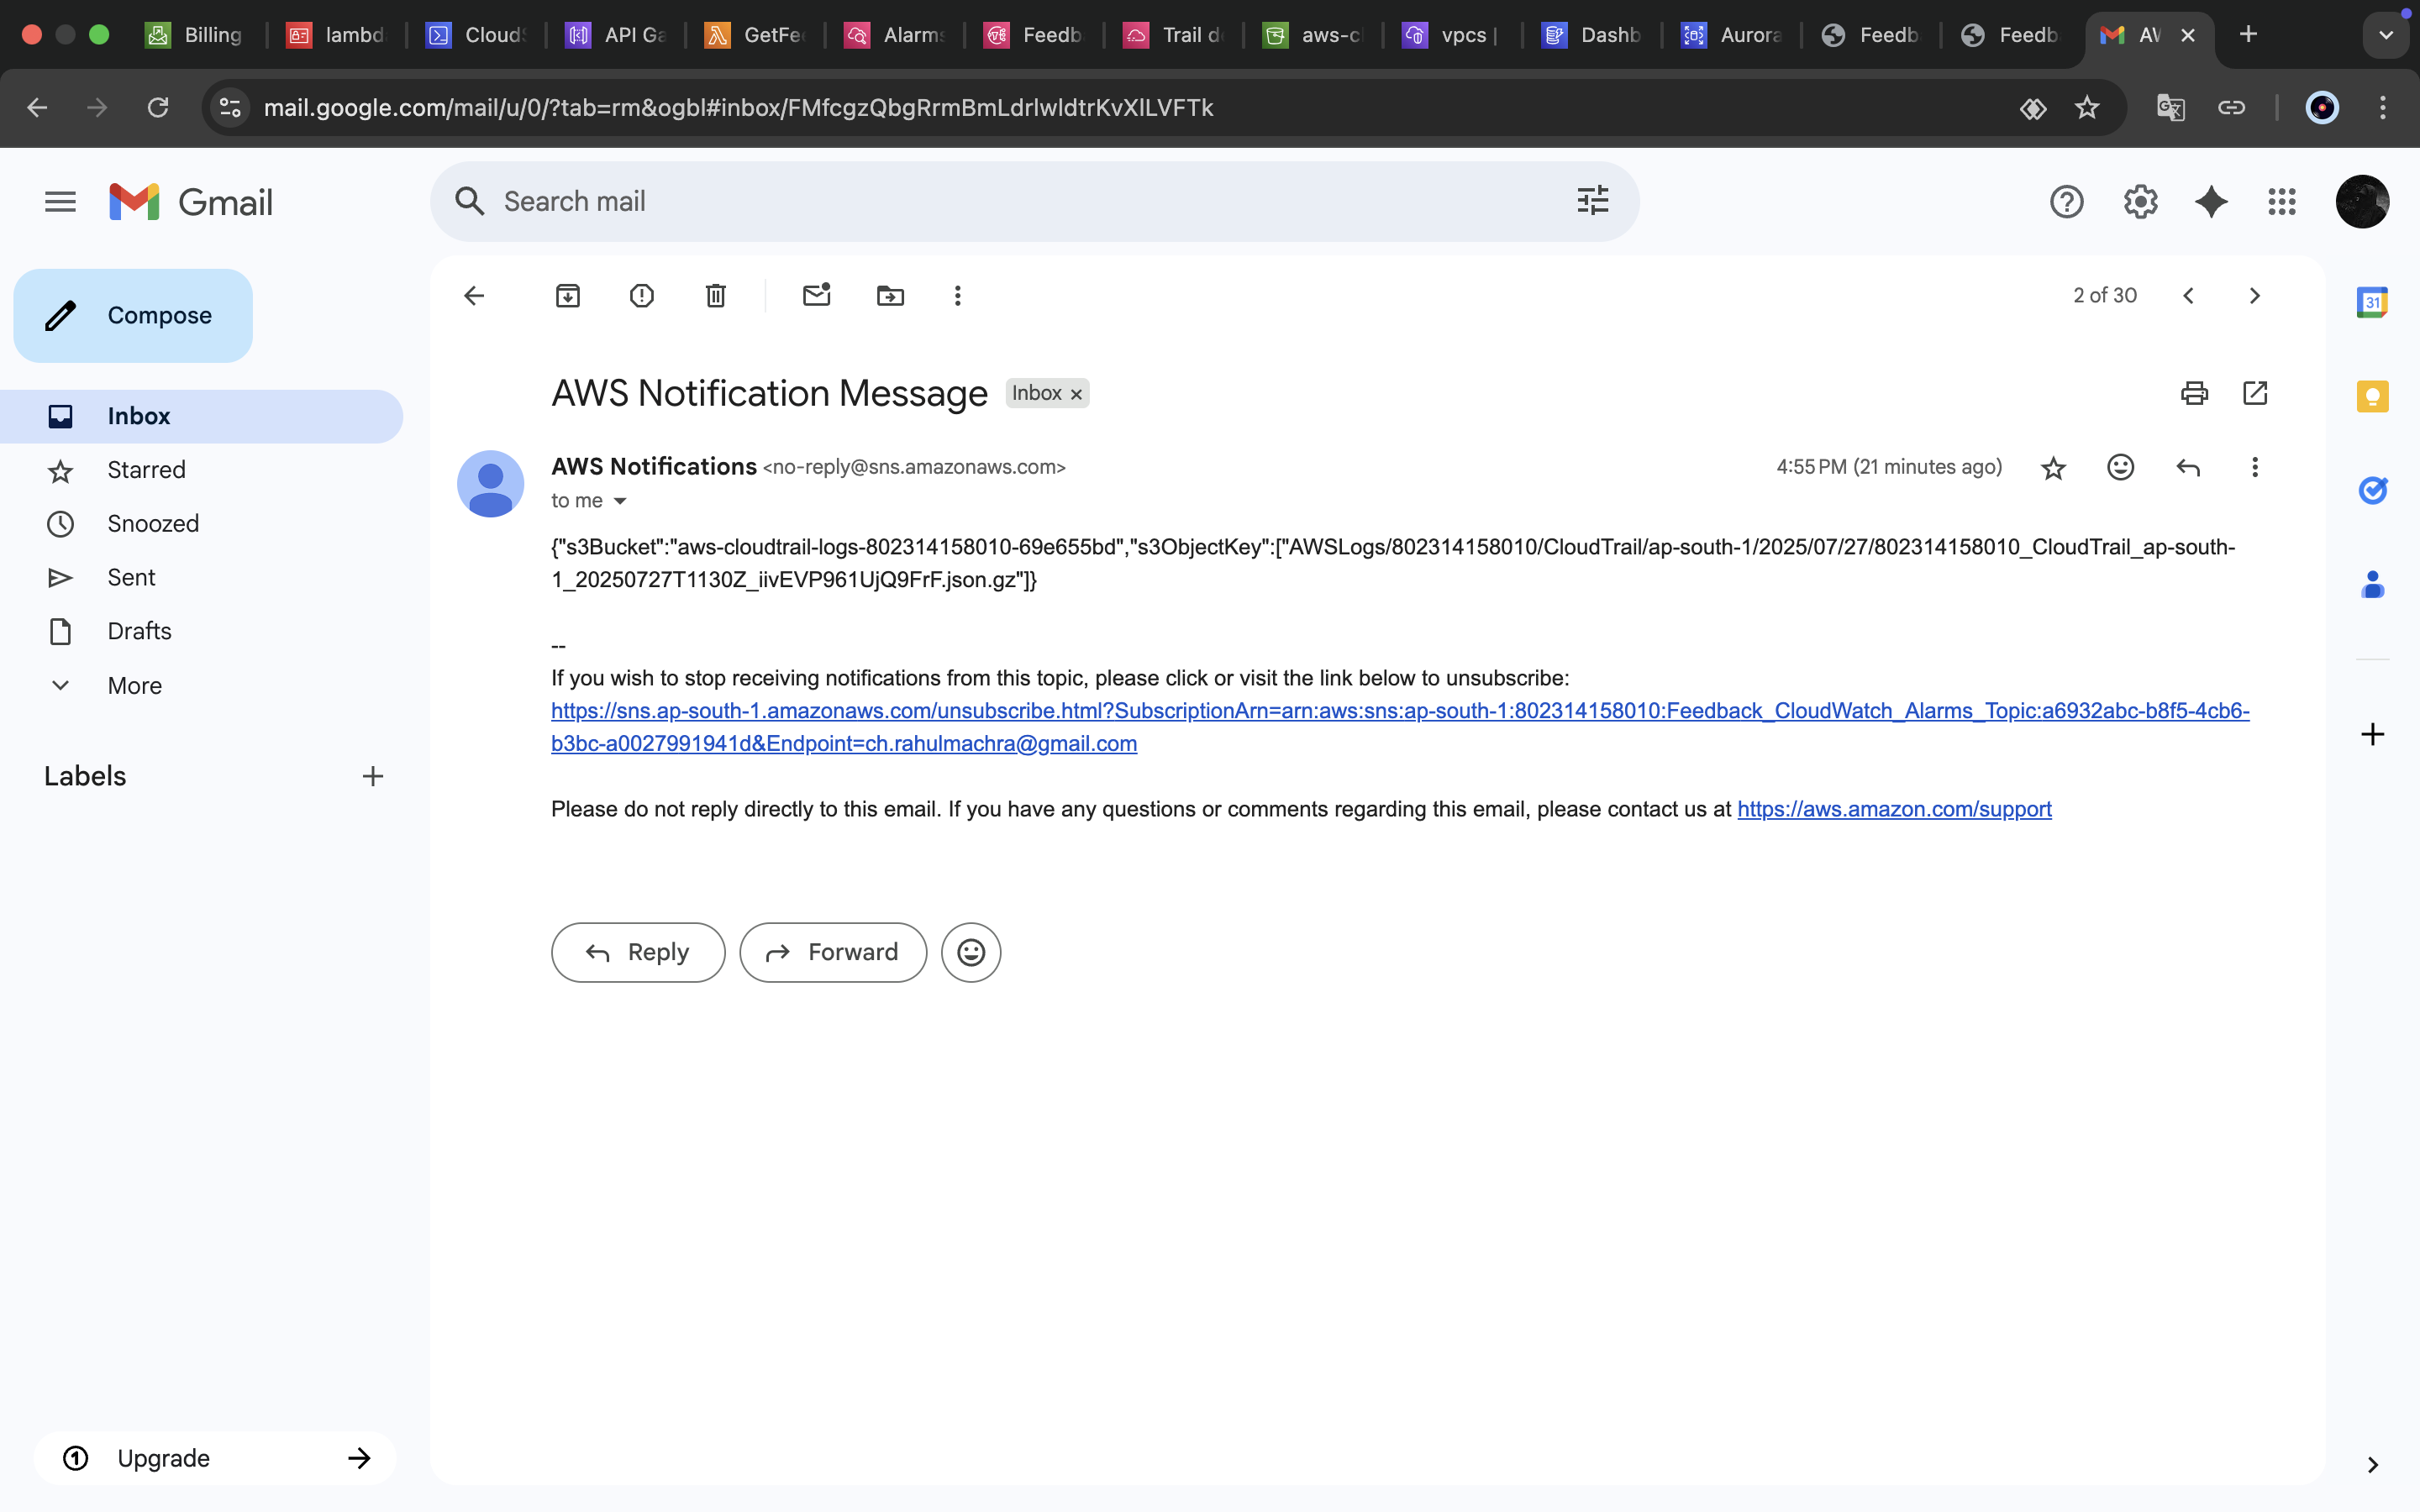 Billing
lambd
Cloud
API Ga
GetFe
Alarm
Feedb
Trail d
aws-c
vpcs |
Dashb
Aurora
Feedb
Feedb
AV
mail.google.com/mail/u/0/?tab=rm&ogbl#inbox/FMfcgzQbgRrmBmLdrlwldtrKvXlLVFTk
Gmail
Search mail
Compose
2 of 30
31
AWS Notification Message Inbox
Inbox
Starred
Snoozed
Sent
Drafts
More
Labels
AWS Notifications <no-reply@sns.amazonaws.com>
4:55 PM (21 minutes ago)
to me
{"s3Bucket":"aws-cloudtrail-logs-802314158010-69e655bd","s3ObjectKey":["AWSLogs/802314158010/CloudTrail/ap-south-1/2025/07/27/802314158010_CloudTrail_ap-south-
1_20250727T1130Z_iivEVP961UjQ9FrF.json.gz"]}
--
If you wish to stop receiving notifications from this topic, please click or visit the link below to unsubscribe:
https://sns.ap-south-1.amazonaws.com/unsubscribe.html?SubscriptionArn=arn:aws:sns:ap-south-1:802314158010:Feedback_CloudWatch_Alarms_Topic:a6932abc-b8f5-4cb6-
b3bc-a0027991941d&Endpoint=ch.rahulmachra@gmail.com
Please do not reply directly to this email. If you have any questions or comments regarding this email, please contact us at https://aws.amazon.com/support
Reply
Forward
Upgrade